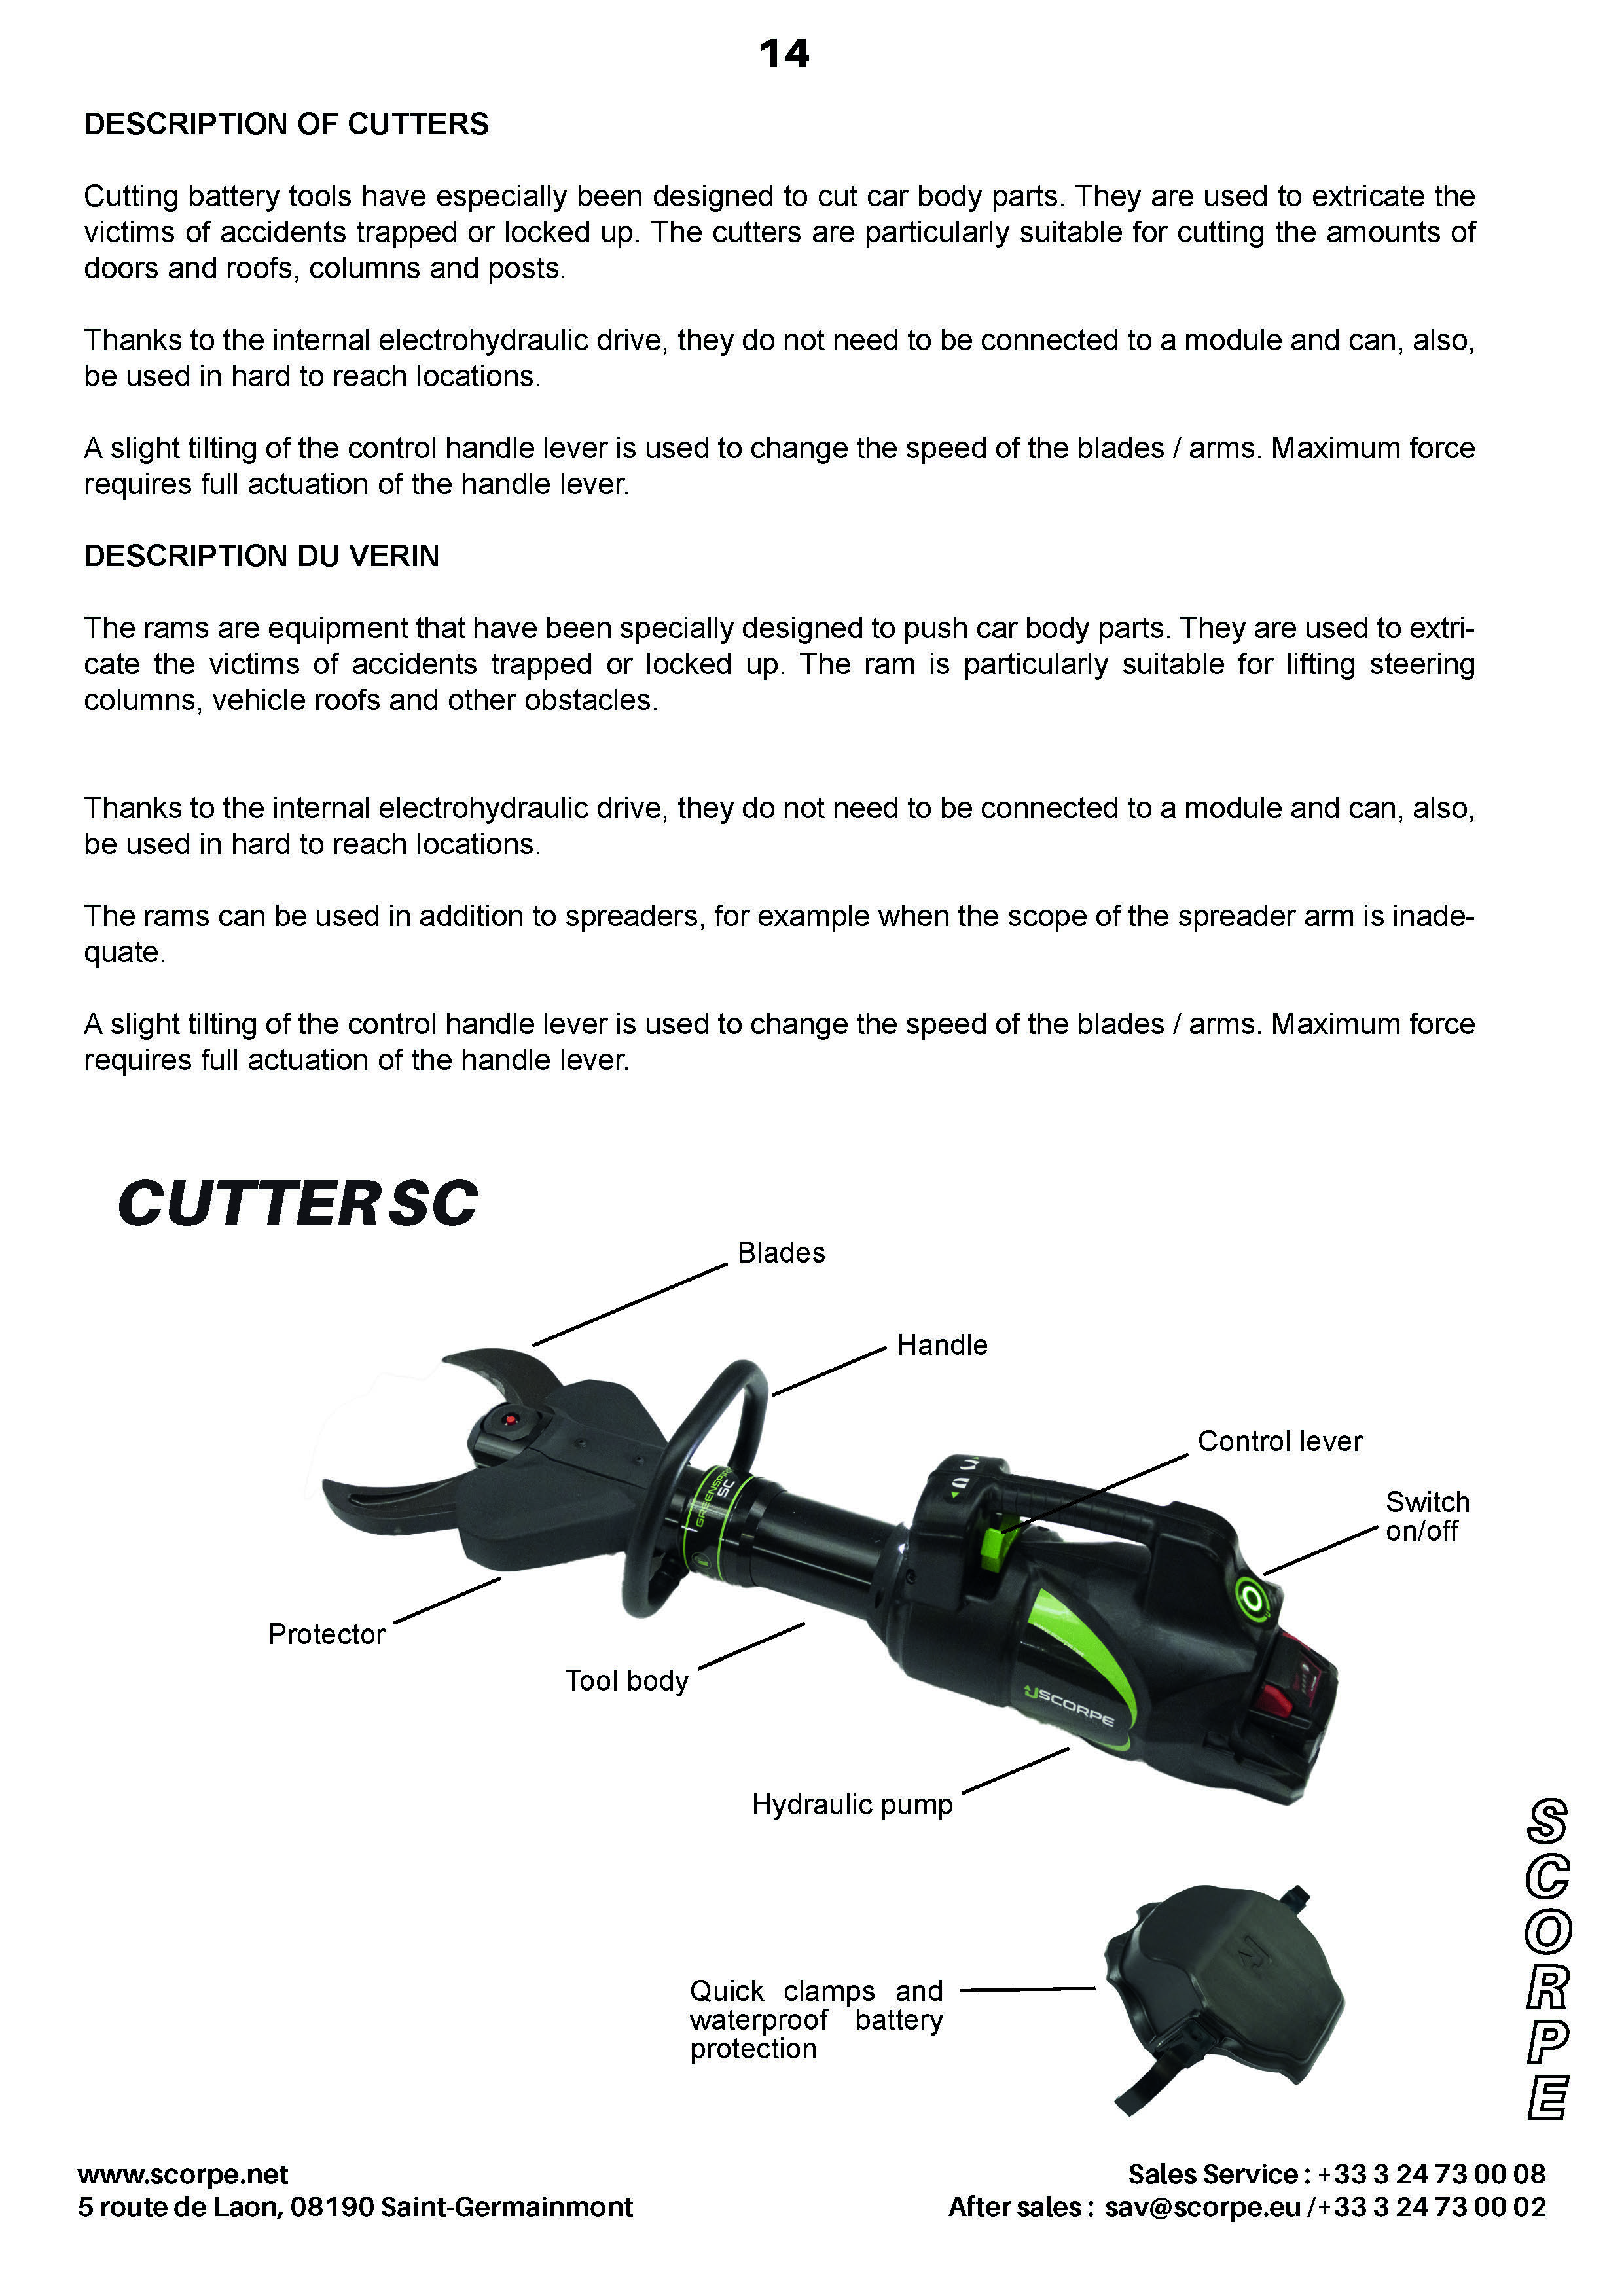 14
DESCRIPTION OF CUTTERS
Cutting battery tools have especially been designed to cut car body parts. They are used to extricate the
victims of accidents trapped or locked up. The cutters are particularly suitable for cutting the amounts of
doors and roofs, columns and posts.
Thanks to the internal electrohydraulic drive, they do not need to be connected to a module and can, also,
be used in hard to reach locations.
A slight tilting of the control handle lever is used to change the speed of the blades / arms. Maximum force
requires full actuation of the handle lever.
DESCRIPTION DU VERIN
The rams are equipment that have been specially designed to push car body parts. They are used to extri-
cate the victims of accidents trapped or locked up. The ram is particularly suitable for lifting steering
columns, vehicle roofs and other obstacles.
Thanks to the internal electrohydraulic drive, they do not need to be connected to a module and can, also,
be used in hard to reach locations.
The rams can be used in addition to spreaders, for example when the scope of the spreader arm is inade-
quate.
A slight tilting of the control handle lever is used to change the speed of the blades / arms. Maximum force
requires full actuation of the handle lever.
CUTTER SC
Blades
Handle
Control lever
Switch
on/off
SC
SCORPE
Protector
Tool body
Hydraulic pump
Quick clamps and
waterproof battery
protection
SCORPE
www.scorpe.net
5 route de Laon, 08190 Saint-Germainmont
Sales Service : +33 3 24 73 00 08
After sales : sav@scorpe.eu /+33 3 24 73 00 02